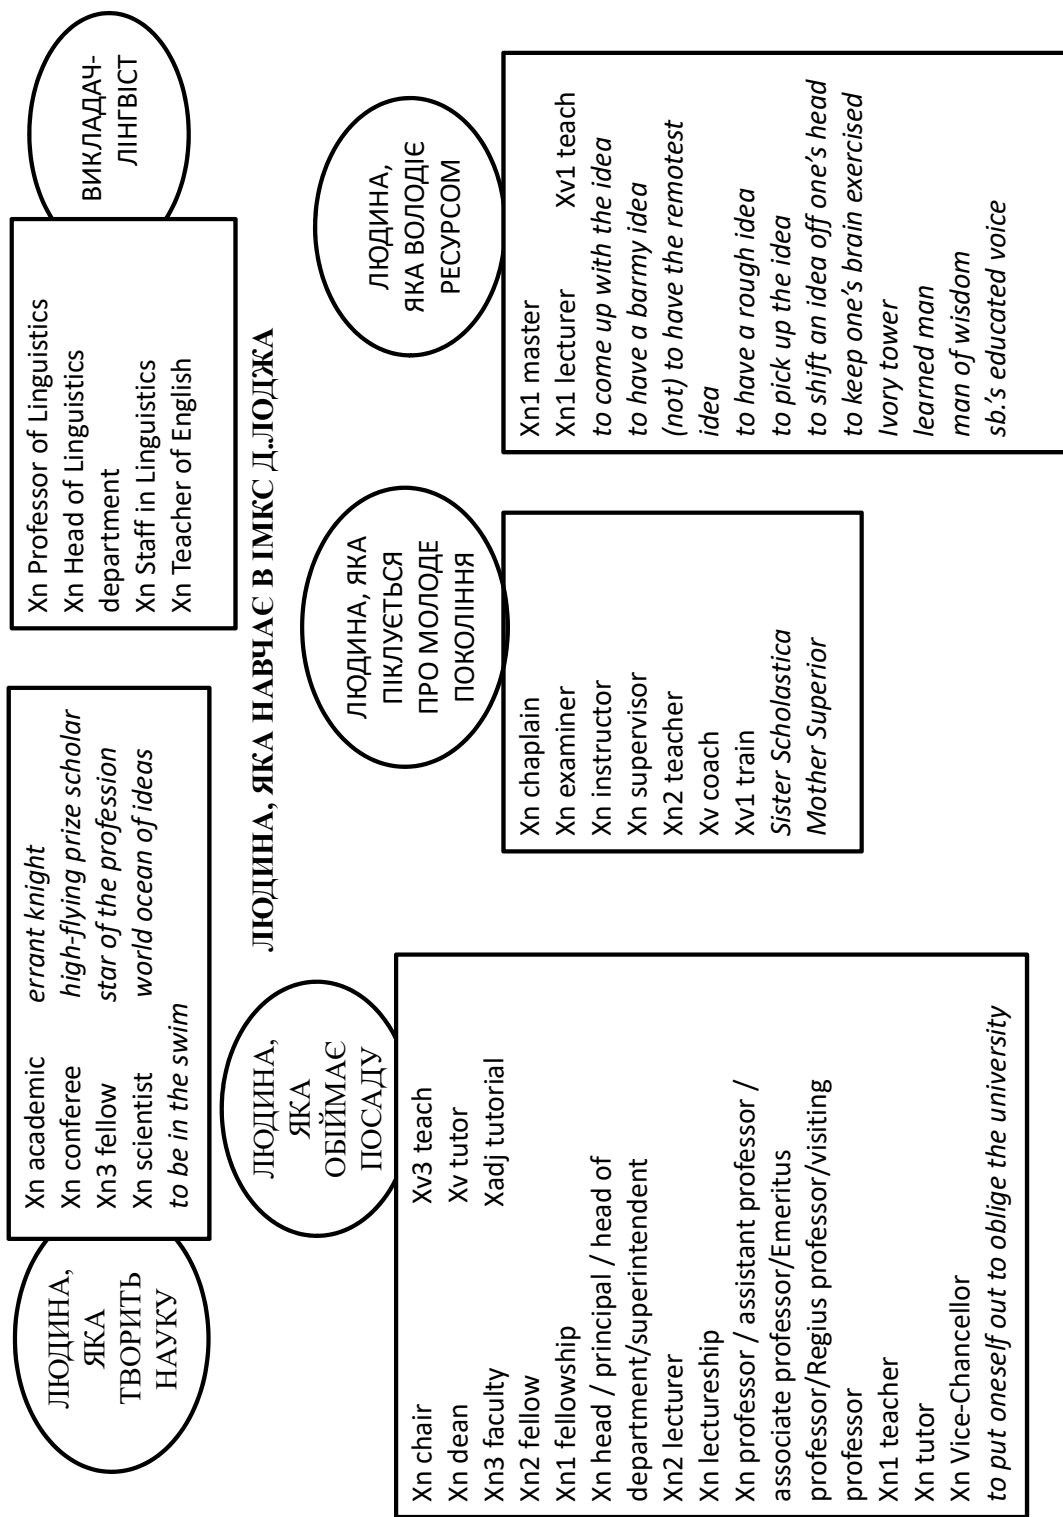 ЛЮДИНА,
ЯКА
ТВОРИТЬ
НАУКУ
Xn academic errant knight
Xn conferee high-flying prize scholar
Xn3 fellow star of the profession
Xn scientist world ocean of ideas
to be in the swim
ВИКЛАДАЧ-
ЛІНГВІСТ
Xn Professor of Linguistics
Xn Head of Linguistics
department
Xn Staff in Linguistics
Xn Teacher of English
ЛЮДИНА, ЯКА НАВЧАЄ В ІМКС Д.ЛОДЖА
ЛЮДИНА,
ЯКА
ОБІЙМАЄ
ПОСАДУ
Xn chair Xv3 teach
Xn dean Xv tutor
Xn3 faculty Xadj tutorial
Xn2 fellow
Xn1 fellowship
Xn head / principal / head of
department/superintendent
Xn2 lecturer
Xn lectureship
Xn professor / assistant professor /
associate professor/Emeritus
professor/Regius professor/visiting
professor
Xn1 teacher
Xn tutor
Xn Vice-Chancellor
to put oneself out to oblige the university
ЛЮДИНА, ЯКА
ПІКЛУЄТЬСЯ
ПРО МОЛОДЕ
ПОКОЛІННЯ
Xn chaplain
Xn examiner
Xn instructor
Xn supervisor
Xn2 teacher
Xv coach
Xv1 train
Sister Scholastica
Mother Superior
ЛЮДИНА,
ЯКА ВОЛОДІЄ
РЕСУРСОМ
Xn1 master
Xn1 lecturer Xv1 teach
to come up with the idea
to have a barmy idea
(not) to have the remotest
idea
to have a rough idea
to pick up the idea
to shift an idea off one's head
to keep one's brain exercised
Ivory tower
learned man
man of wisdom
sb.'s educated voice